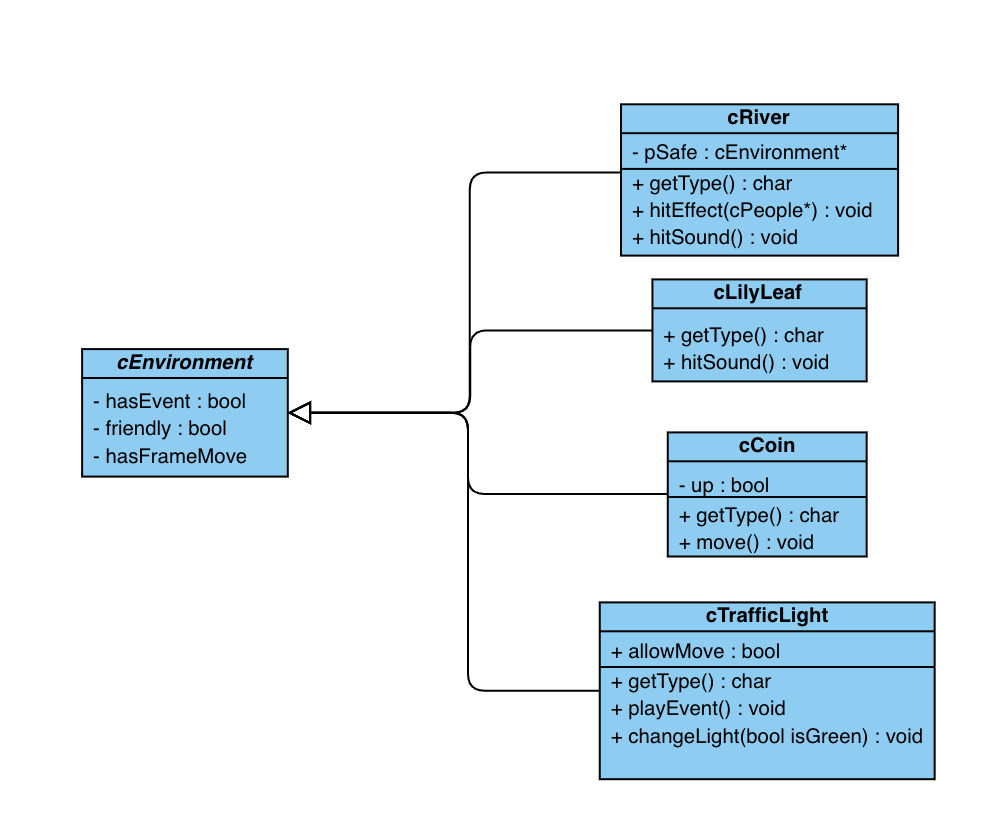 cRiver
- pSafe : cEnvironment*
+ getType() : char
+ hitEffect(cPeople*) : void
+ hitSound() : void
cLilyLeaf
+ getType() : char
+ hitSound() : void
cEnvironment
- hasEvent : bool
- friendly : bool
- hasFrameMove
cCoin
- up : bool
+ getType() : char
+ move() : void
cTrafficLight
+ allowMove : bool
+ getType() : char
+ playEvent() : void
+ changeLight(bool isGreen) : void